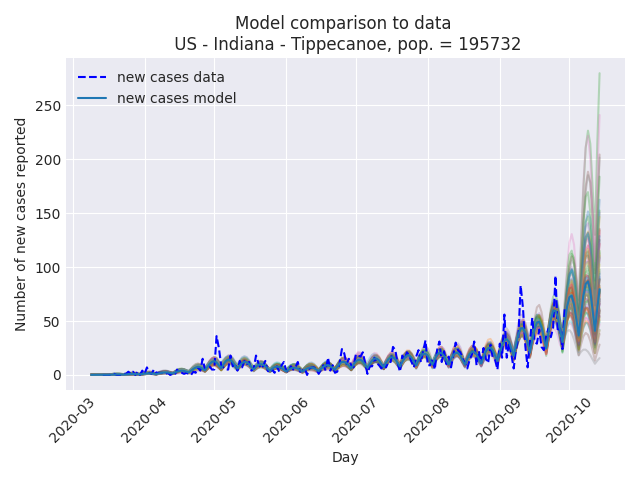 Model comparison to data
US - Indiana - Tippecanoe, pop. = 195732
new cases data
new cases model
Number of new cases reported
250
200
150
100
50
0
2020-03
2020-04
2020-05
2020-06
2020-07
2020-08
2020-09
2020-10
Day